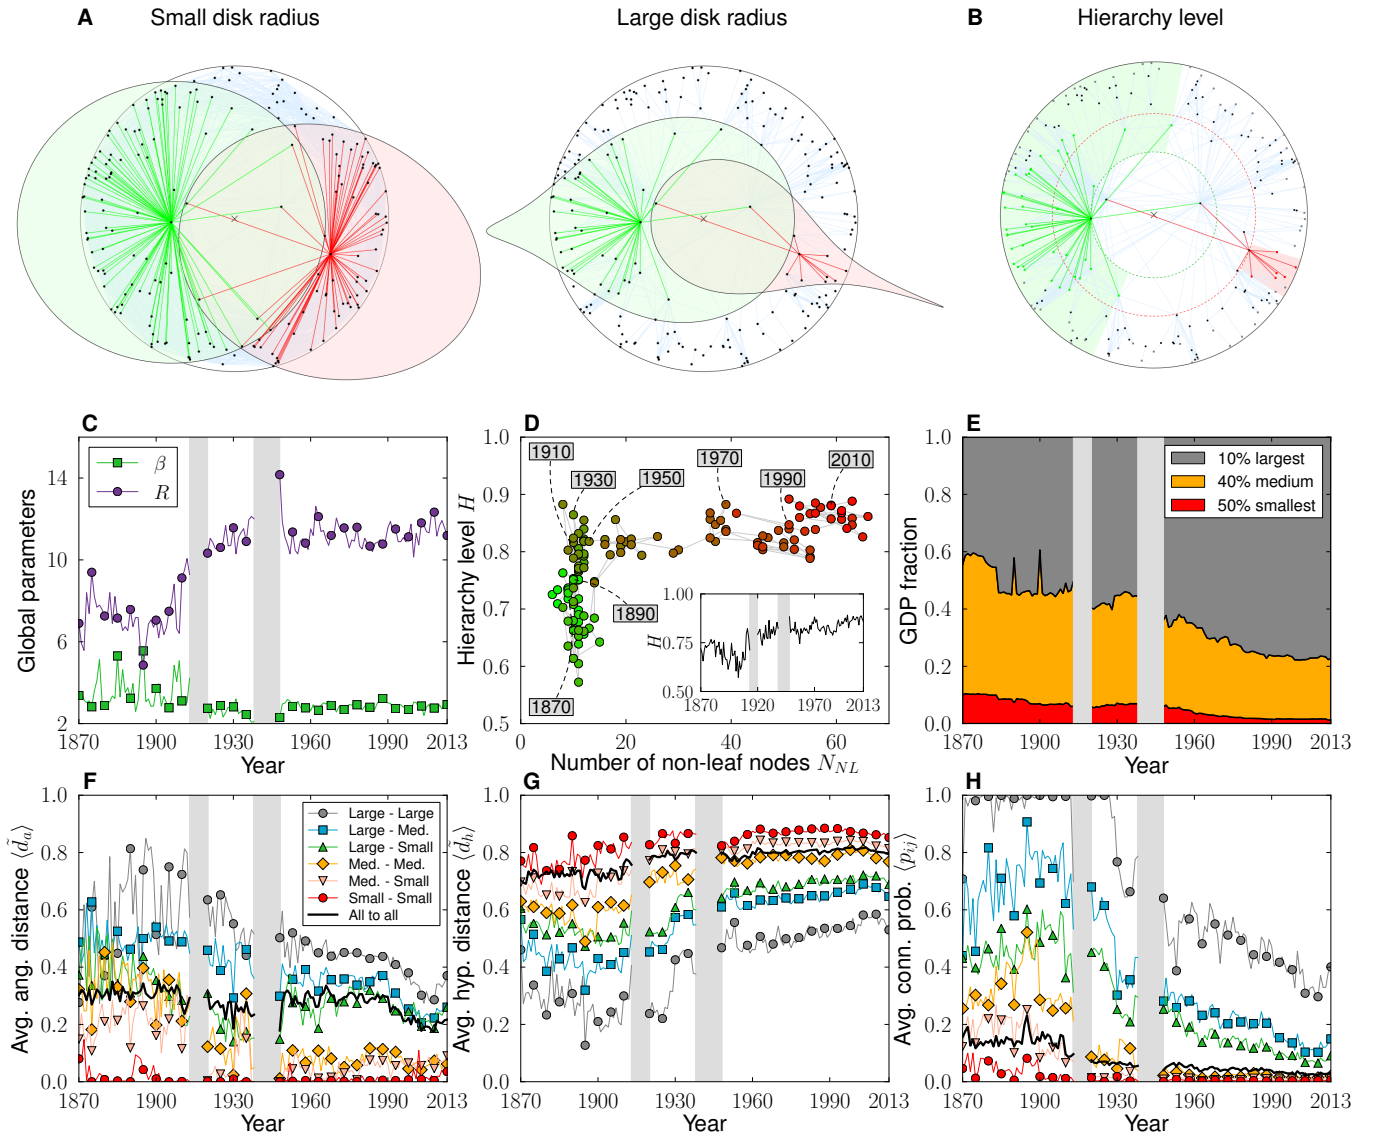 A Small disk radius
Large disk radius
B Hierarchy level
C
β
R
Global parameters
14
10
6
2
1870 1900 1930 1960 1990 2013
Year
D
Hierarchy level H
1.0
0.9
0.8
0.7
0.6
0.5
1910
1930
1950
1970
1990
2010
1890
1870
H
1.00
0.75
0.50
1870 1920 1970 2013
0 20 40 60
Number of non-leaf nodes N_NL
E
GDP fraction
10% largest
40% medium
50% smallest
1.0
0.8
0.6
0.4
0.2
0.0
1870 1900 1930 1960 1990 2013
Year
F
Avg. ang. distance ⟨d̃_a⟩
Large - Large
Large - Med.
Large - Small
Med. - Med.
Med. - Small
Small - Small
All to all
1.0
0.8
0.6
0.4
0.2
0.0
1870 1900 1930 1960 1990 2013
Year
G
Avg. hyp. distance ⟨d̃_h⟩
1.0
0.8
0.6
0.4
0.2
0.0
1870 1900 1930 1960 1990 2013
Year
H
Avg. conn. prob. ⟨p_ij⟩
1.0
0.8
0.6
0.4
0.2
0.0
1870 1900 1930 1960 1990 2013
Year